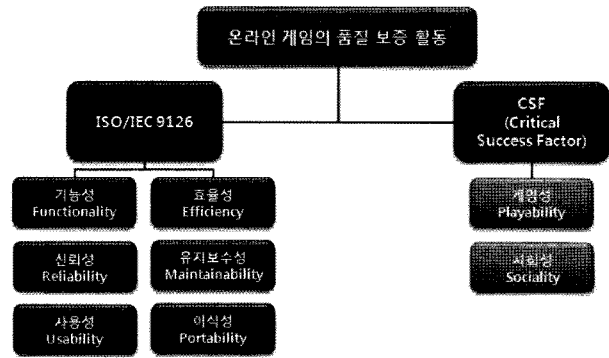 온라인 게임의 품질 보증 활동
ISO/IEC 9126
CSF
(Critical
Success Factor)
기능성
Functionality
효율성
Efficiency
게임성
Playability
신뢰성
Reliability
유지보수성
Maintainability
사회성
Sociality
사용성
Usability
이식성
Portability